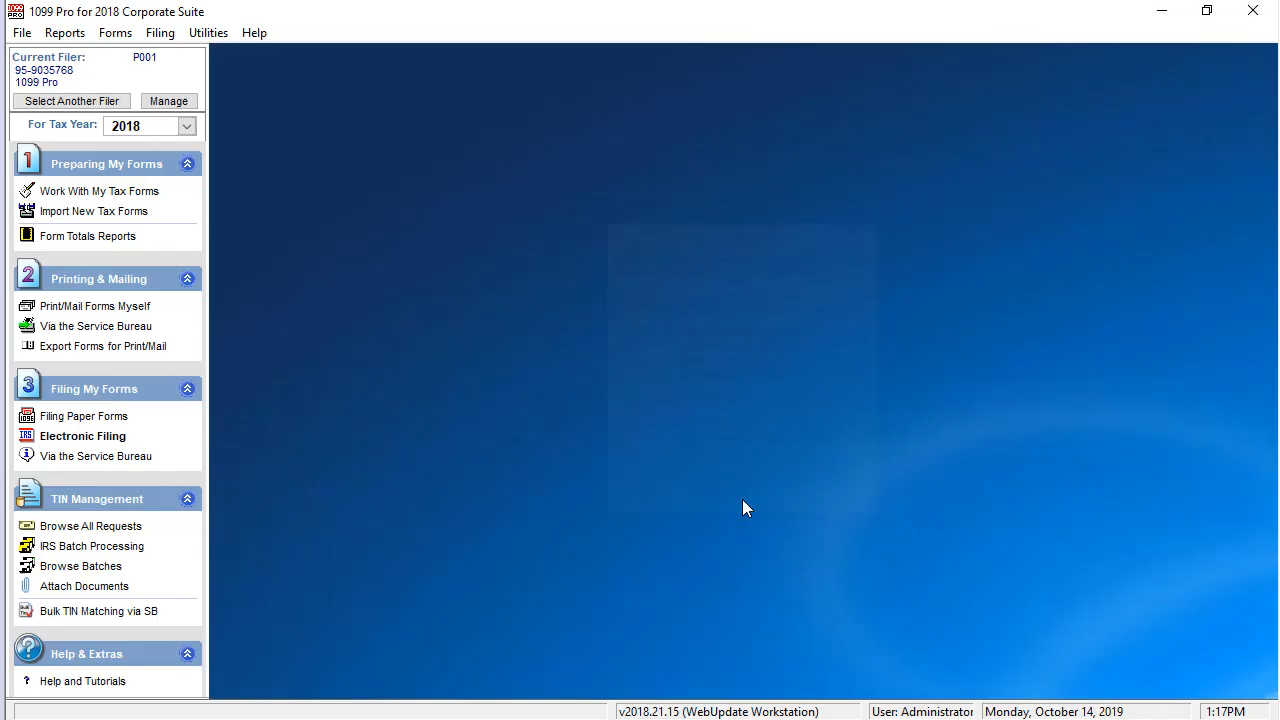 1099 Pro for 2018 Corporate Suite
File Reports Forms Filing Utilities Help
Current Filer: P001
95-9035768
1099 Pro
Select Another Filer Manage
For Tax Year: 2018
1 Preparing My Forms
Work With My Tax Forms
Import New Tax Forms
Form Totals Reports
2 Printing & Mailing
Print/Mail Forms Myself
Via the Service Bureau
Export Forms for Print/Mail
3 Filing My Forms
Filing Paper Forms
Electronic Filing
Via the Service Bureau
TIN Management
Browse All Requests
IRS Batch Processing
Browse Batches
Attach Documents
Bulk TIN Matching via SB
Help & Extras
Help and Tutorials
v2018.21.15 (WebUpdate Workstation) User: Administrator Monday, October 14, 2019 1:17PM